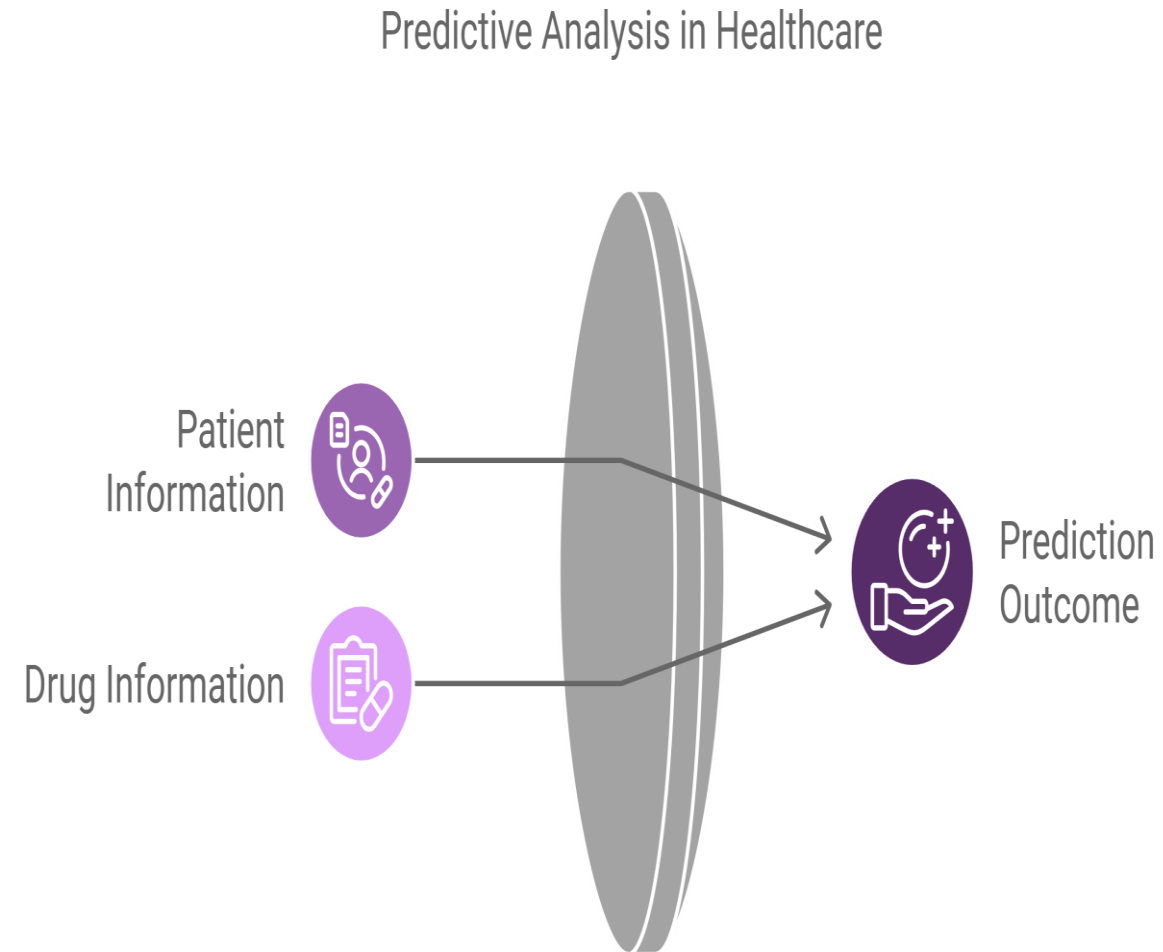 Predictive Analysis in Healthcare
Patient
Information
Drug Information
Prediction
Outcome